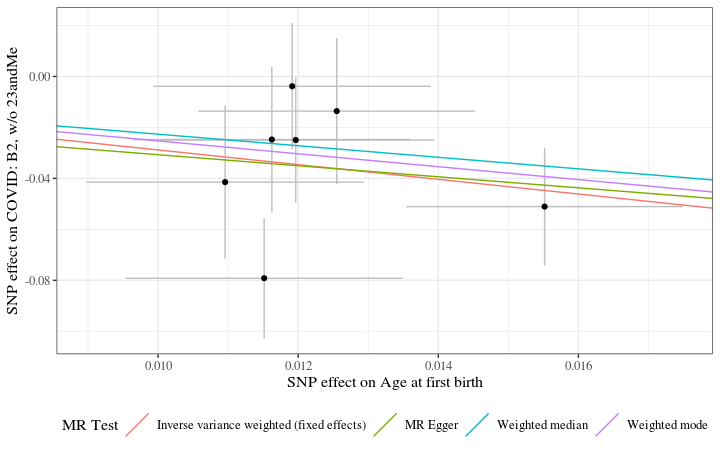 SNP effect on COVID: B2, w/o 23andMe
0.00
-0.04
-0.08
0.010
0.012
0.014
0.016
SNP effect on Age at first birth
MR Test
Inverse variance weighted (fixed effects)
MR Egger
Weighted median
Weighted mode